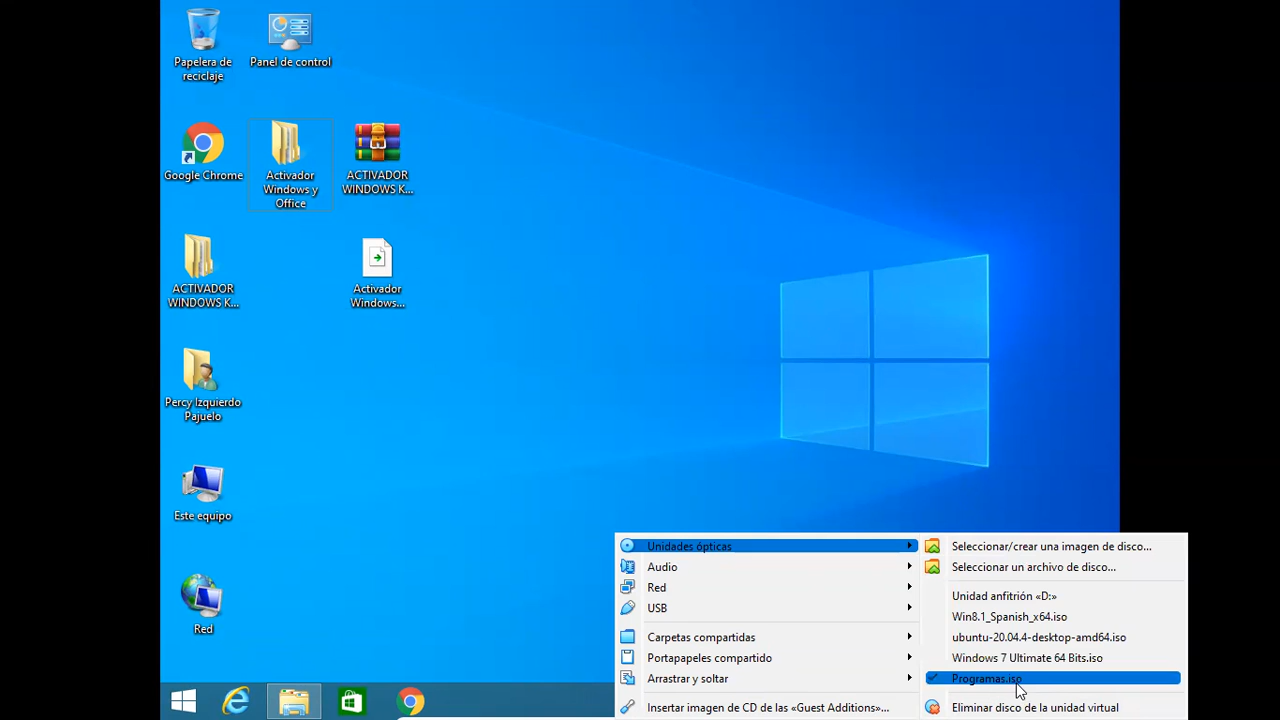 Papelera de
reciclaje
Panel de control
Google Chrome
Activador
Windows y
Office
ACTIVADOR
WINDOWS K...
ACTIVADOR
WINDOWS K...
Activador
Windows...
Percy Izquierdo
Pajuelo
Este equipo
Red
Unidades ópticas
Audio
Red
USB
Carpetas compartidas
Portapapeles compartido
Arrastrar y soltar
Insertar imagen de CD de las «Guest Additions»...
Seleccionar/crear una imagen de disco...
Seleccionar un archivo de disco...
Unidad anfitrión «D:»
Win8.1_Spanish_x64.iso
ubuntu-20.04.4-desktop-amd64.iso
Windows 7 Ultimate 64 Bits.iso
Programas.iso
Eliminar disco de la unidad virtual